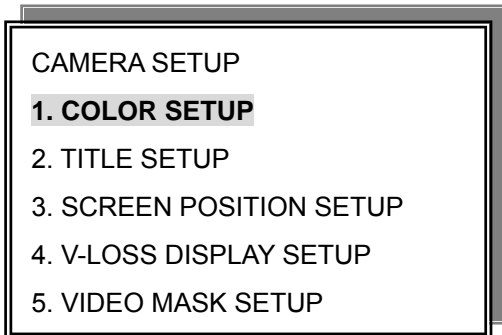 CAMERA SETUP
1. COLOR SETUP
2. TITLE SETUP
3. SCREEN POSITION SETUP
4. V-LOSS DISPLAY SETUP
5. VIDEO MASK SETUP